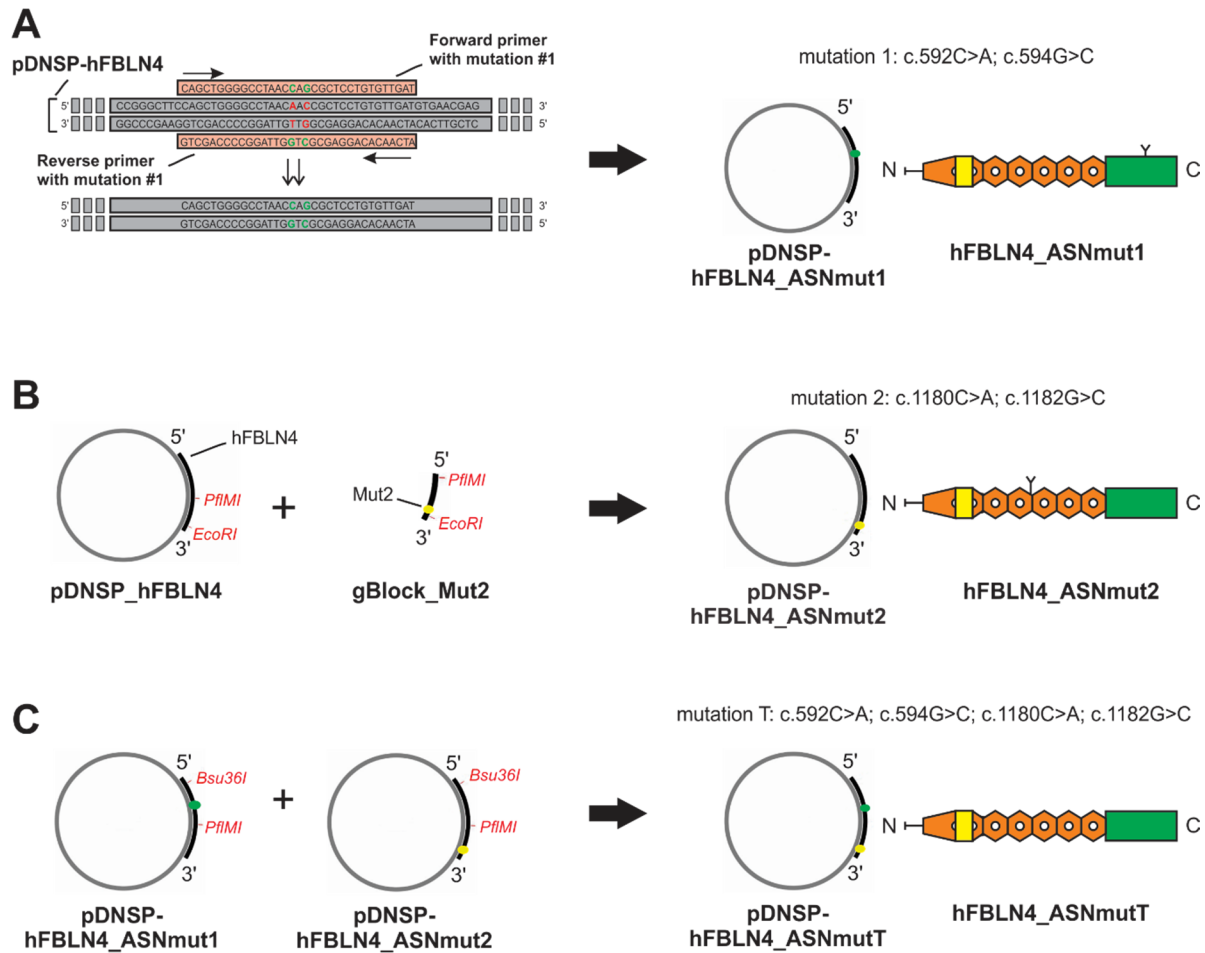 A
pDNSP-hFBLN4
Forward primer
with mutation #1
CAGCTGGGGCCTAACCAGCGCTCCTGTGTTGAT
5' CCGGGCTTCCAGCTGGGGCCTAACAACCGCTCCTGTGTTGATGTGAACGAG 3'
3' GGCCCGAAGGTCGACCCCGGATTGTTGGCGAGGACACAACTACACTTGCTC 5'
GTCGACCCCGGATTGGTCGCGAGGACACAACTA
Reverse primer
with mutation #1
5' CAGCTGGGGCCTAACCAGCGCTCCTGTGTTGAT 3'
3' GTCGACCCCGGATTGGTCGCGAGGACACAACTA 5'
mutation 1: c.592C>A; c.594G>C
5'
3'
pDNSP-
hFBLN4_ASNmut1
N
Y
C
hFBLN4_ASNmut1
B
5'
hFBLN4
PflMI
EcoRI
3'
pDNSP_hFBLN4
+
5'
PflMI
Mut2
EcoRI
3'
gBlock_Mut2
mutation 2: c.1180C>A; c.1182G>C
5'
3'
pDNSP-
hFBLN4_ASNmut2
N
Y
C
hFBLN4_ASNmut2
C
5'
Bsu36I
PflMI
3'
pDNSP-
hFBLN4_ASNmut1
+
5'
Bsu36I
PflMI
3'
pDNSP-
hFBLN4_ASNmut2
mutation T: c.592C>A; c.594G>C; c.1180C>A; c.1182G>C
5'
3'
pDNSP-
hFBLN4_ASNmutT
N
C
hFBLN4_ASNmutT